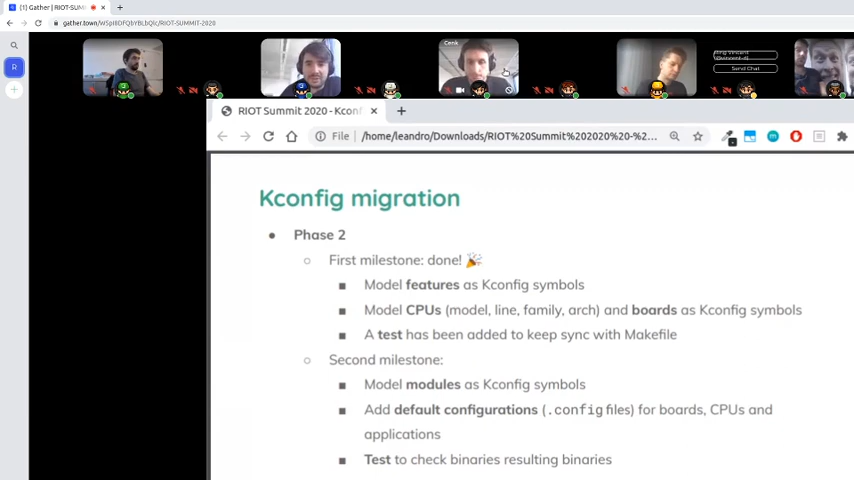 (1) Gather | RIOT-SUM
gather.town/WSpIIlDFQbYBLbQlc/RIOT-SUMMIT-2020
R
Cenk
Send Chat
RIOT Summit 2020 - Kconf
File
/home/leandro/Downloads/RIOT%20Summit%202020%20-%2...
Kconfig migration
Phase 2
First milestone: done! 🎉
Model features as Kconfig symbols
Model CPUs (model, line, family, arch) and boards as Kconfig symbols
A test has been added to keep sync with Makefile
Second milestone:
Model modules as Kconfig symbols
Add default configurations (.config files) for boards, CPUs and
applications
Test to check binaries resulting binaries